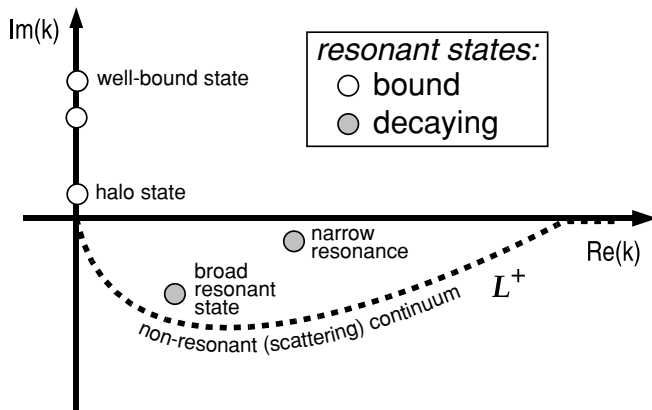 Im(k)
resonant states:
bound
decaying
well-bound state
halo state
narrow
resonance
Re(k)
broad
resonant
state
L+
non-resonant (scattering) continuum